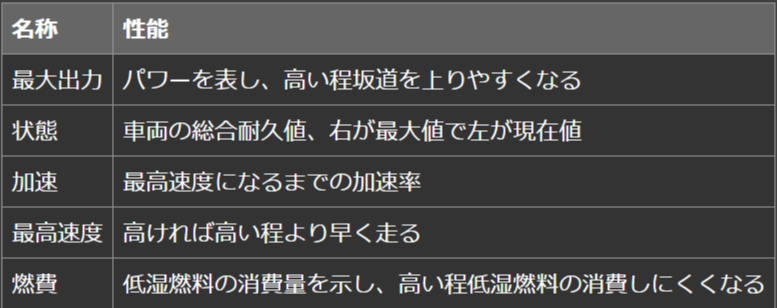 名称 性能
最大出力 パワーを表し、高い程坂道を上りやすくなる
状態 車両の総合耐久値、右が最大値で左が現在値
加速 最高速度になるまでの加速率
最高速度 高ければ高い程より早く走る
燃費 低湿燃料の消費量を示し、高い程低湿燃料の消費しにくくなる